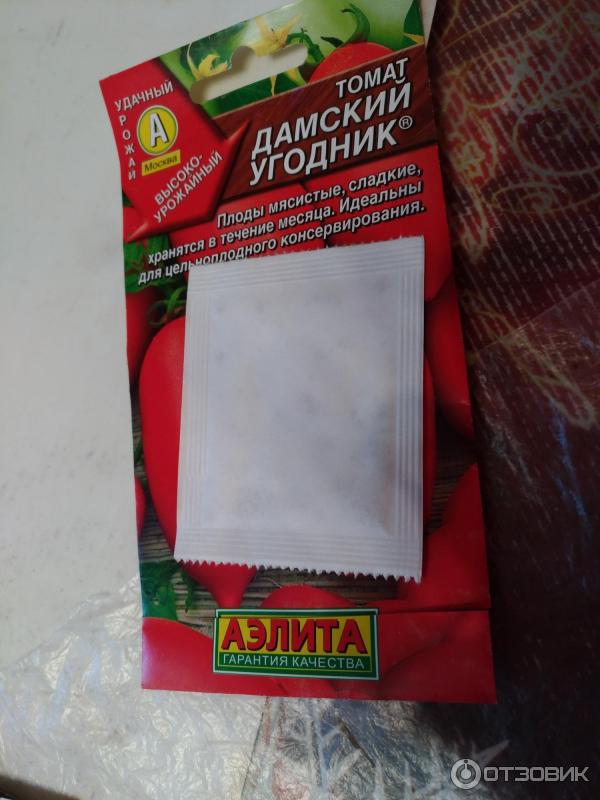 УДАЧНЫЙ
УРОЖАЙ
А
Москва
ВЫСОКО-
УРОЖАЙНЫЙ
ТОМАТ
ДАМСКИЙ
УГОДНИК®
Плоды мясистые, сладкие,
хранятся в течение месяца. Идеальны
для цельноплодного консервирования.
АЭЛИТА
ГАРАНТИЯ КАЧЕСТВА
ОТЗОВИК